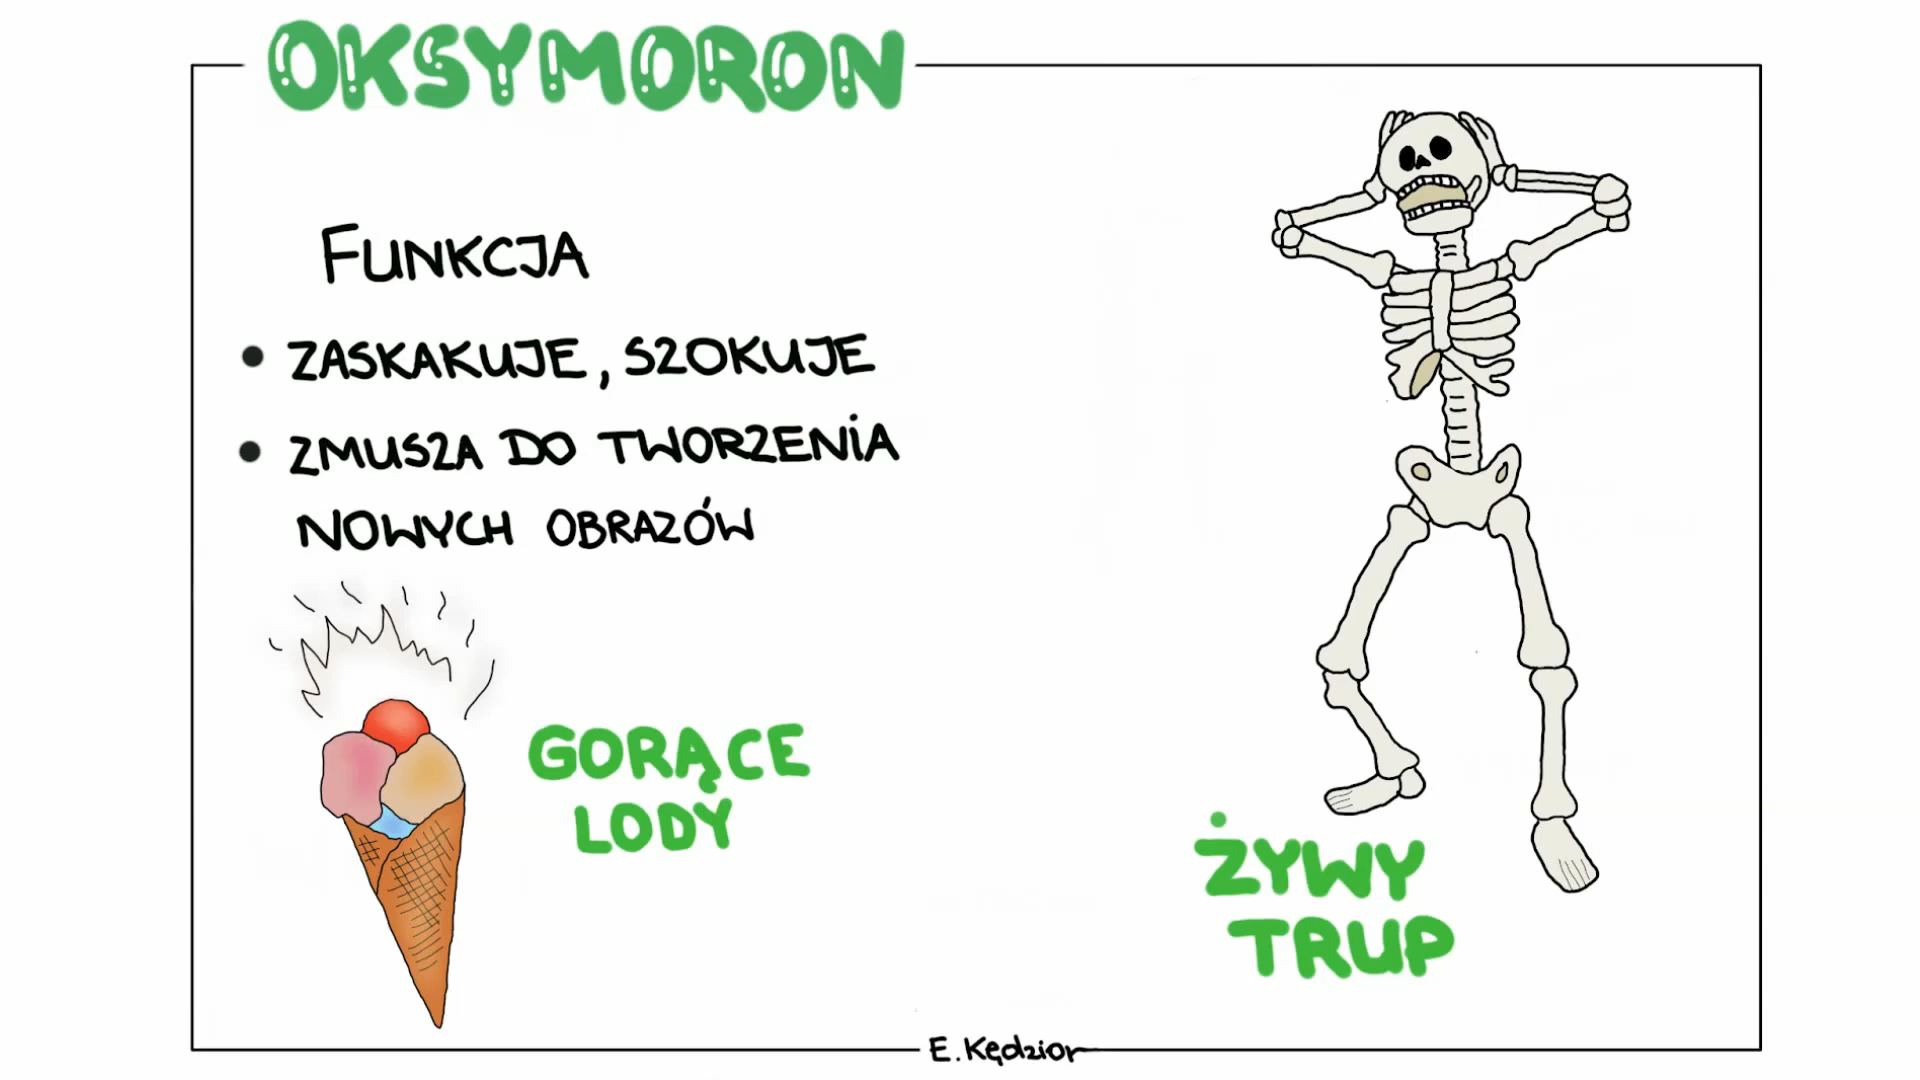 OKSYMORON
FUNKCJA
• ZASKAKUJE, SZOKUJE
• ZMUSZA DO TWORZENIA
NOWYCH OBRAZÓW
GORĄCE
LODY
ŻYWY
TRUP
E. Kędzior